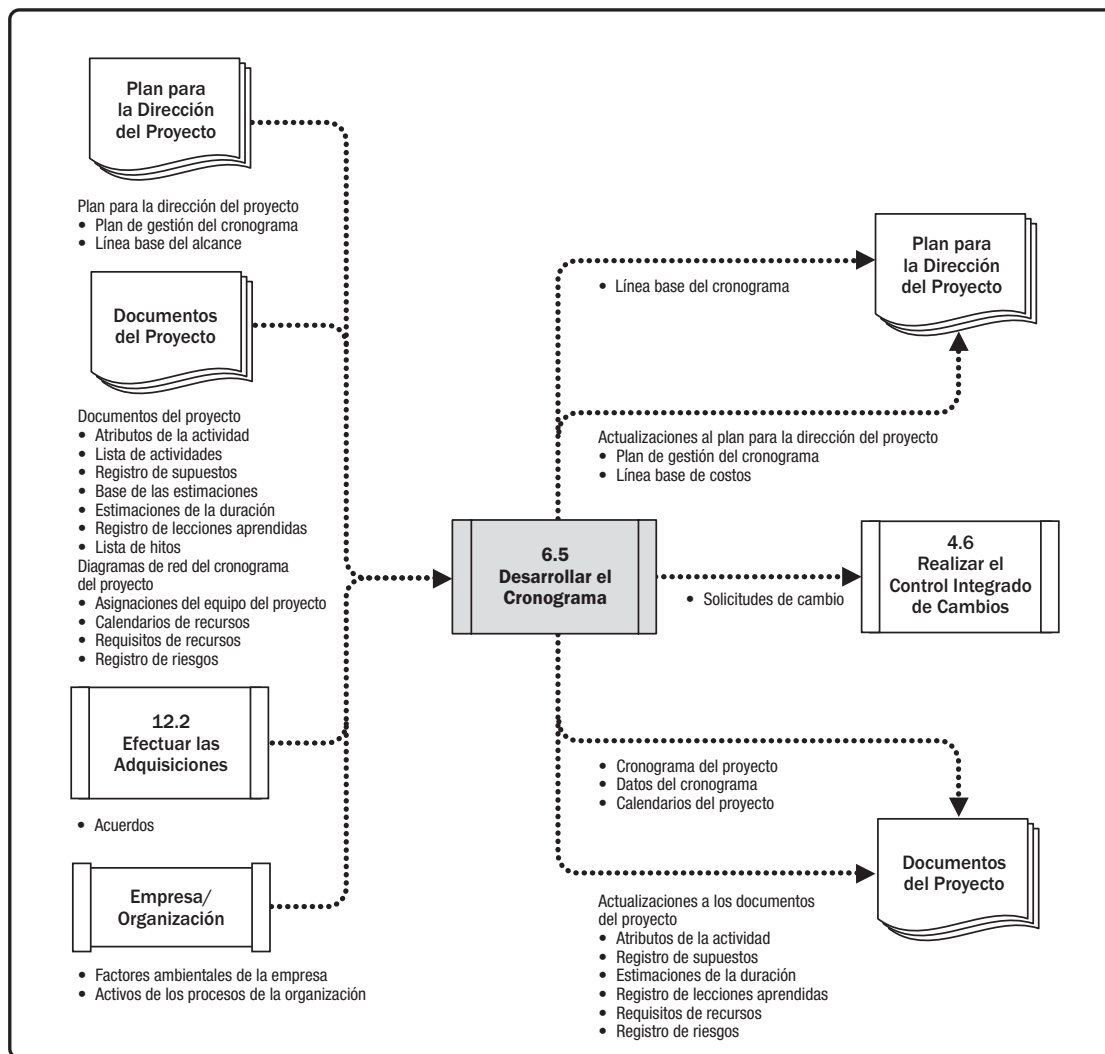 Plan para
la Dirección
del Proyecto
Plan para la dirección del proyecto
• Plan de gestión del cronograma
• Línea base del alcance
Documentos
del Proyecto
Documentos del proyecto
• Atributos de la actividad
• Lista de actividades
• Registro de supuestos
• Base de las estimaciones
• Estimaciones de la duración
• Registro de lecciones aprendidas
• Lista de hitos
Diagramas de red del cronograma
del proyecto
• Asignaciones del equipo del proyecto
• Calendarios de recursos
• Requisitos de recursos
• Registro de riesgos
12.2
Efectuar las
Adquisiciones
• Acuerdos
Empresa/
Organización
• Factores ambientales de la empresa
• Activos de los procesos de la organización
6.5
Desarrollar el
Cronograma
• Línea base del cronograma
Plan para
la Dirección
del Proyecto
Actualizaciones al plan para la dirección del proyecto
• Plan de gestión del cronograma
• Línea base de costos
• Solicitudes de cambio
4.6
Realizar el
Control Integrado
de Cambios
• Cronograma del proyecto
• Datos del cronograma
• Calendarios del proyecto
Documentos
del Proyecto
Actualizaciones a los documentos
del proyecto
• Atributos de la actividad
• Registro de supuestos
• Estimaciones de la duración
• Registro de lecciones aprendidas
• Requisitos de recursos
• Registro de riesgos